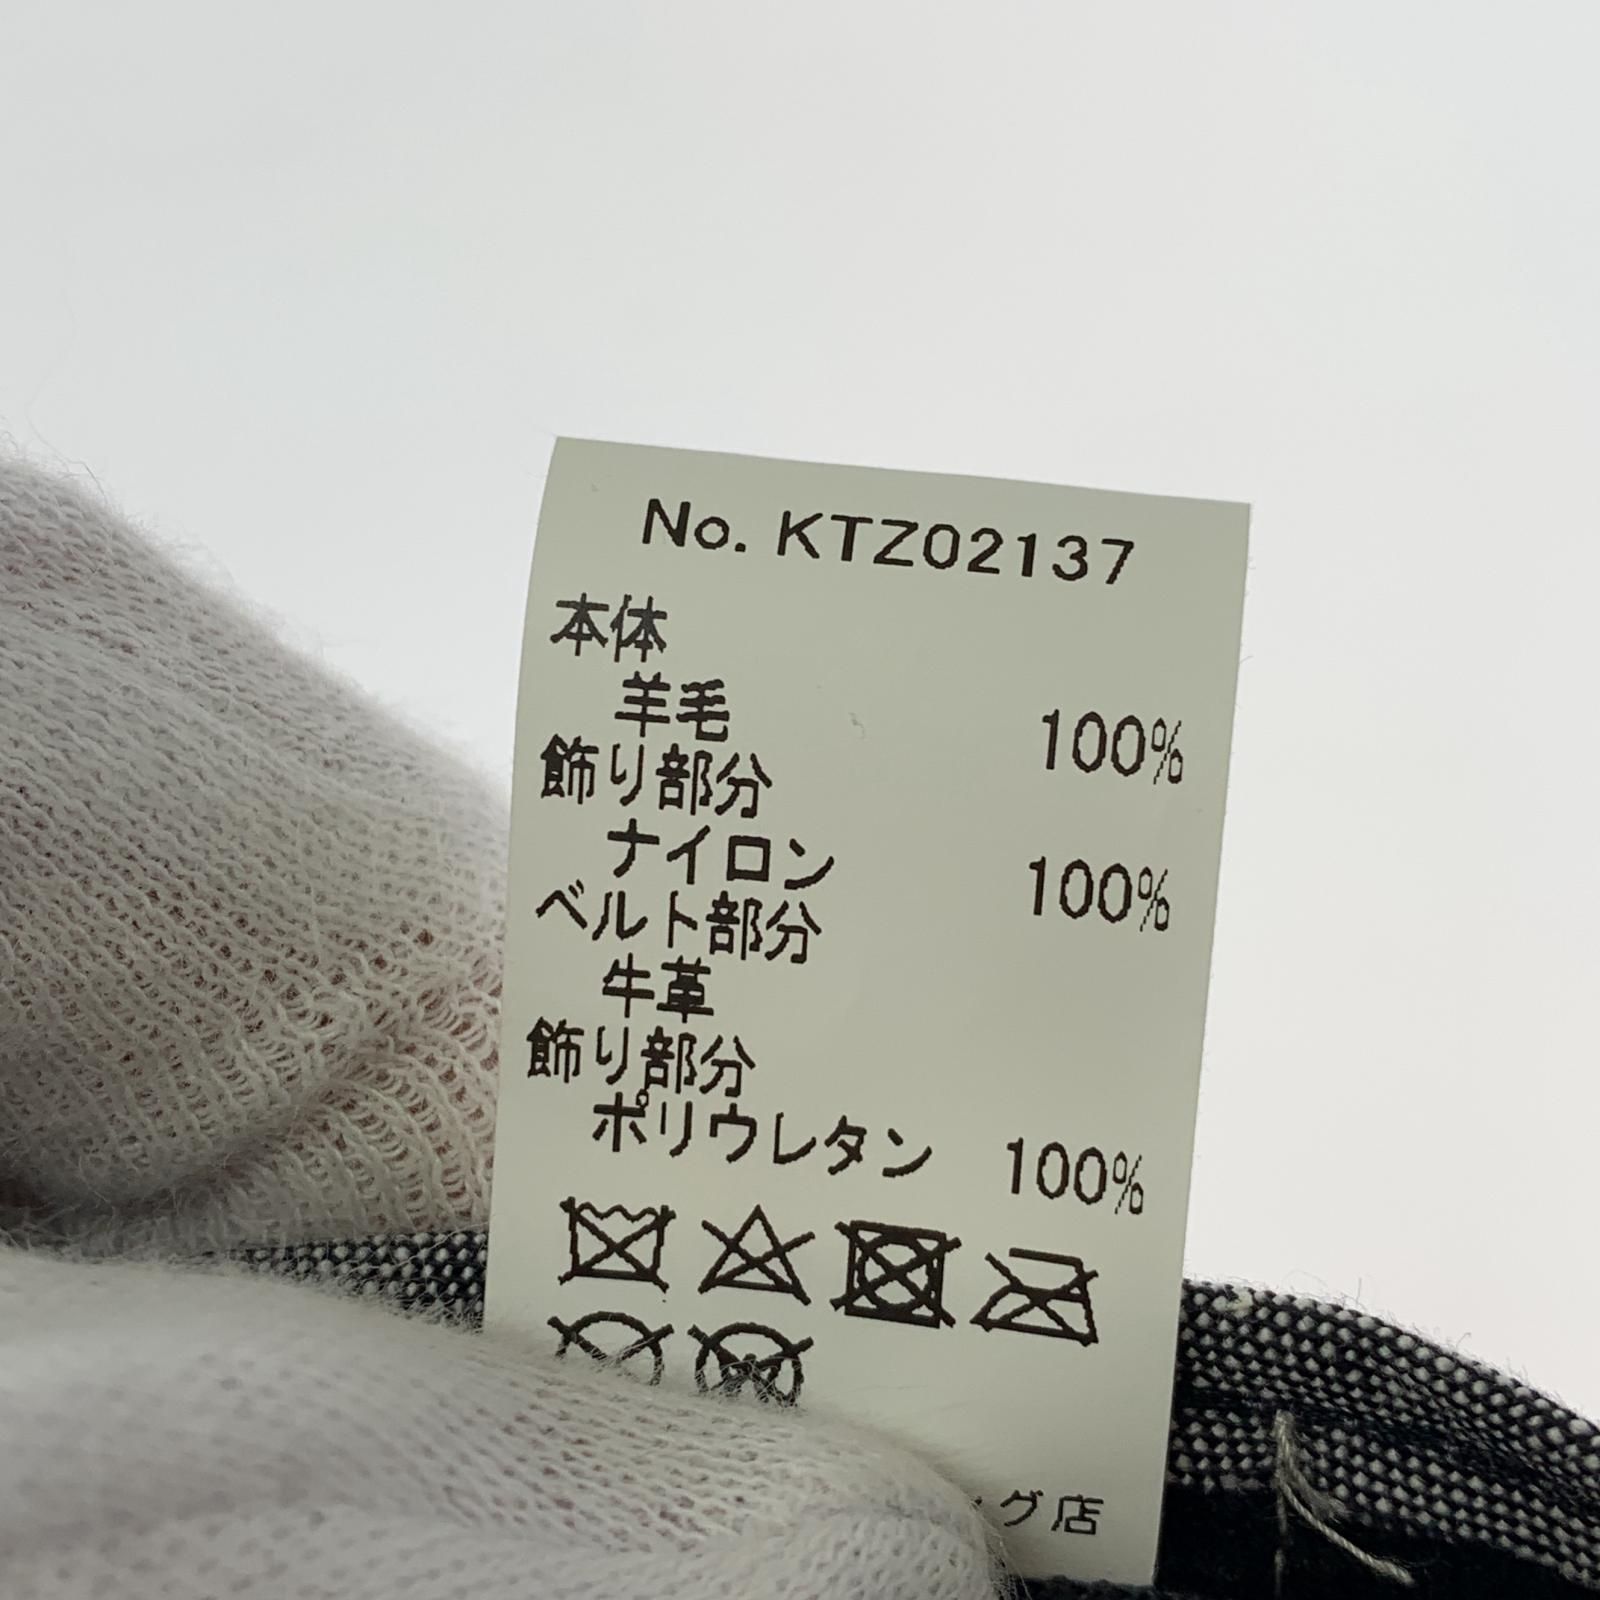 No. KTZ02137
本体
羊毛 100%
飾り部分
ナイロン 100%
ベルト部分
牛革
飾り部分
ポリウレタン 100%
グ店